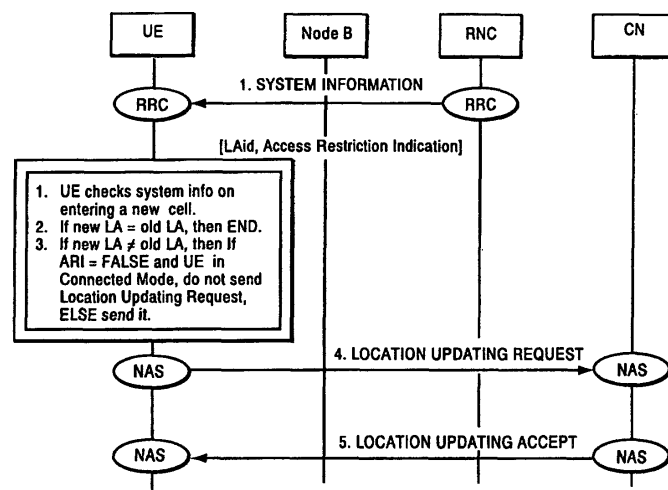 UE
Node B
RNC
CN
1. SYSTEM INFORMATION
RRC
RRC
[LAid, Access Restriction Indication]
1. UE checks system info on
entering a new cell.
2. If new LA = old LA, then END.
3. If new LA ≠ old LA, then If
ARI = FALSE and UE in
Connected Mode, do not send
Location Updating Request,
ELSE send it.
4. LOCATION UPDATING REQUEST
NAS
NAS
5. LOCATION UPDATING ACCEPT
NAS
NAS